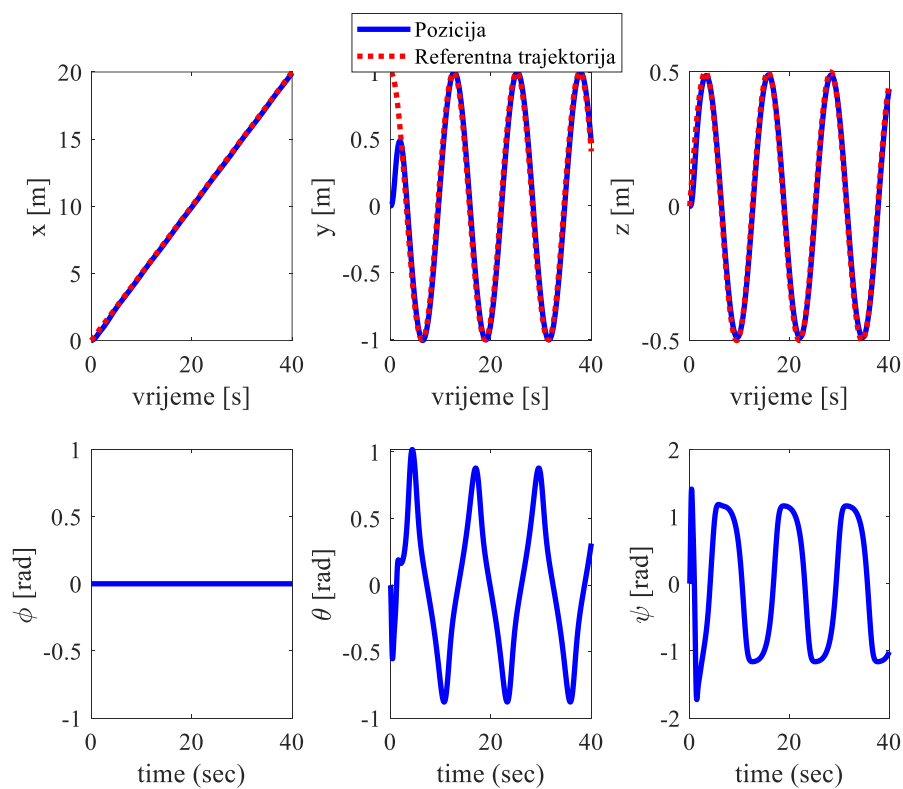 Pozicija
Referentna trajektorija
20
15
10
5
0
x [m]
0 20 40
vrijeme [s]
1
0.5
0
-0.5
-1
y [m]
0 20 40
vrijeme [s]
0.5
0
-0.5
z [m]
0 20 40
vrijeme [s]
1
0.5
0
-0.5
-1
ϕ [rad]
0 20 40
time (sec)
1
0.5
0
-0.5
-1
θ [rad]
0 20 40
time (sec)
2
1
0
-1
-2
ψ [rad]
0 20 40
time (sec)